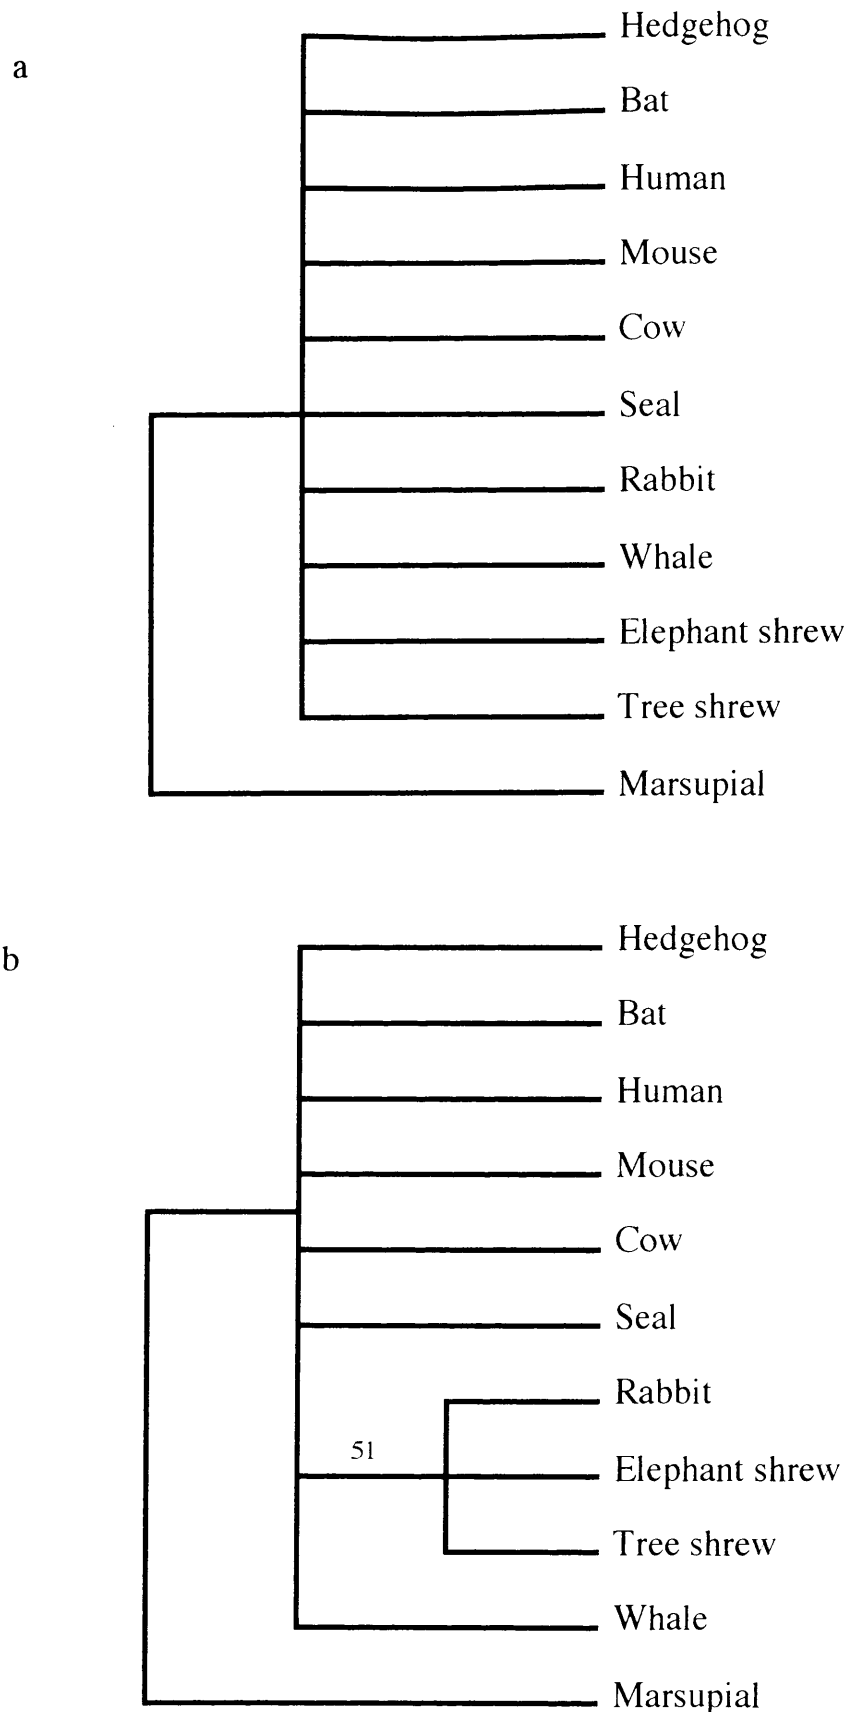 a
Hedgehog
Bat
Human
Mouse
Cow
Seal
Rabbit
Whale
Elephant shrew
Tree shrew
Marsupial
b
Hedgehog
Bat
Human
Mouse
Cow
Seal
Rabbit
51
Elephant shrew
Tree shrew
Whale
Marsupial